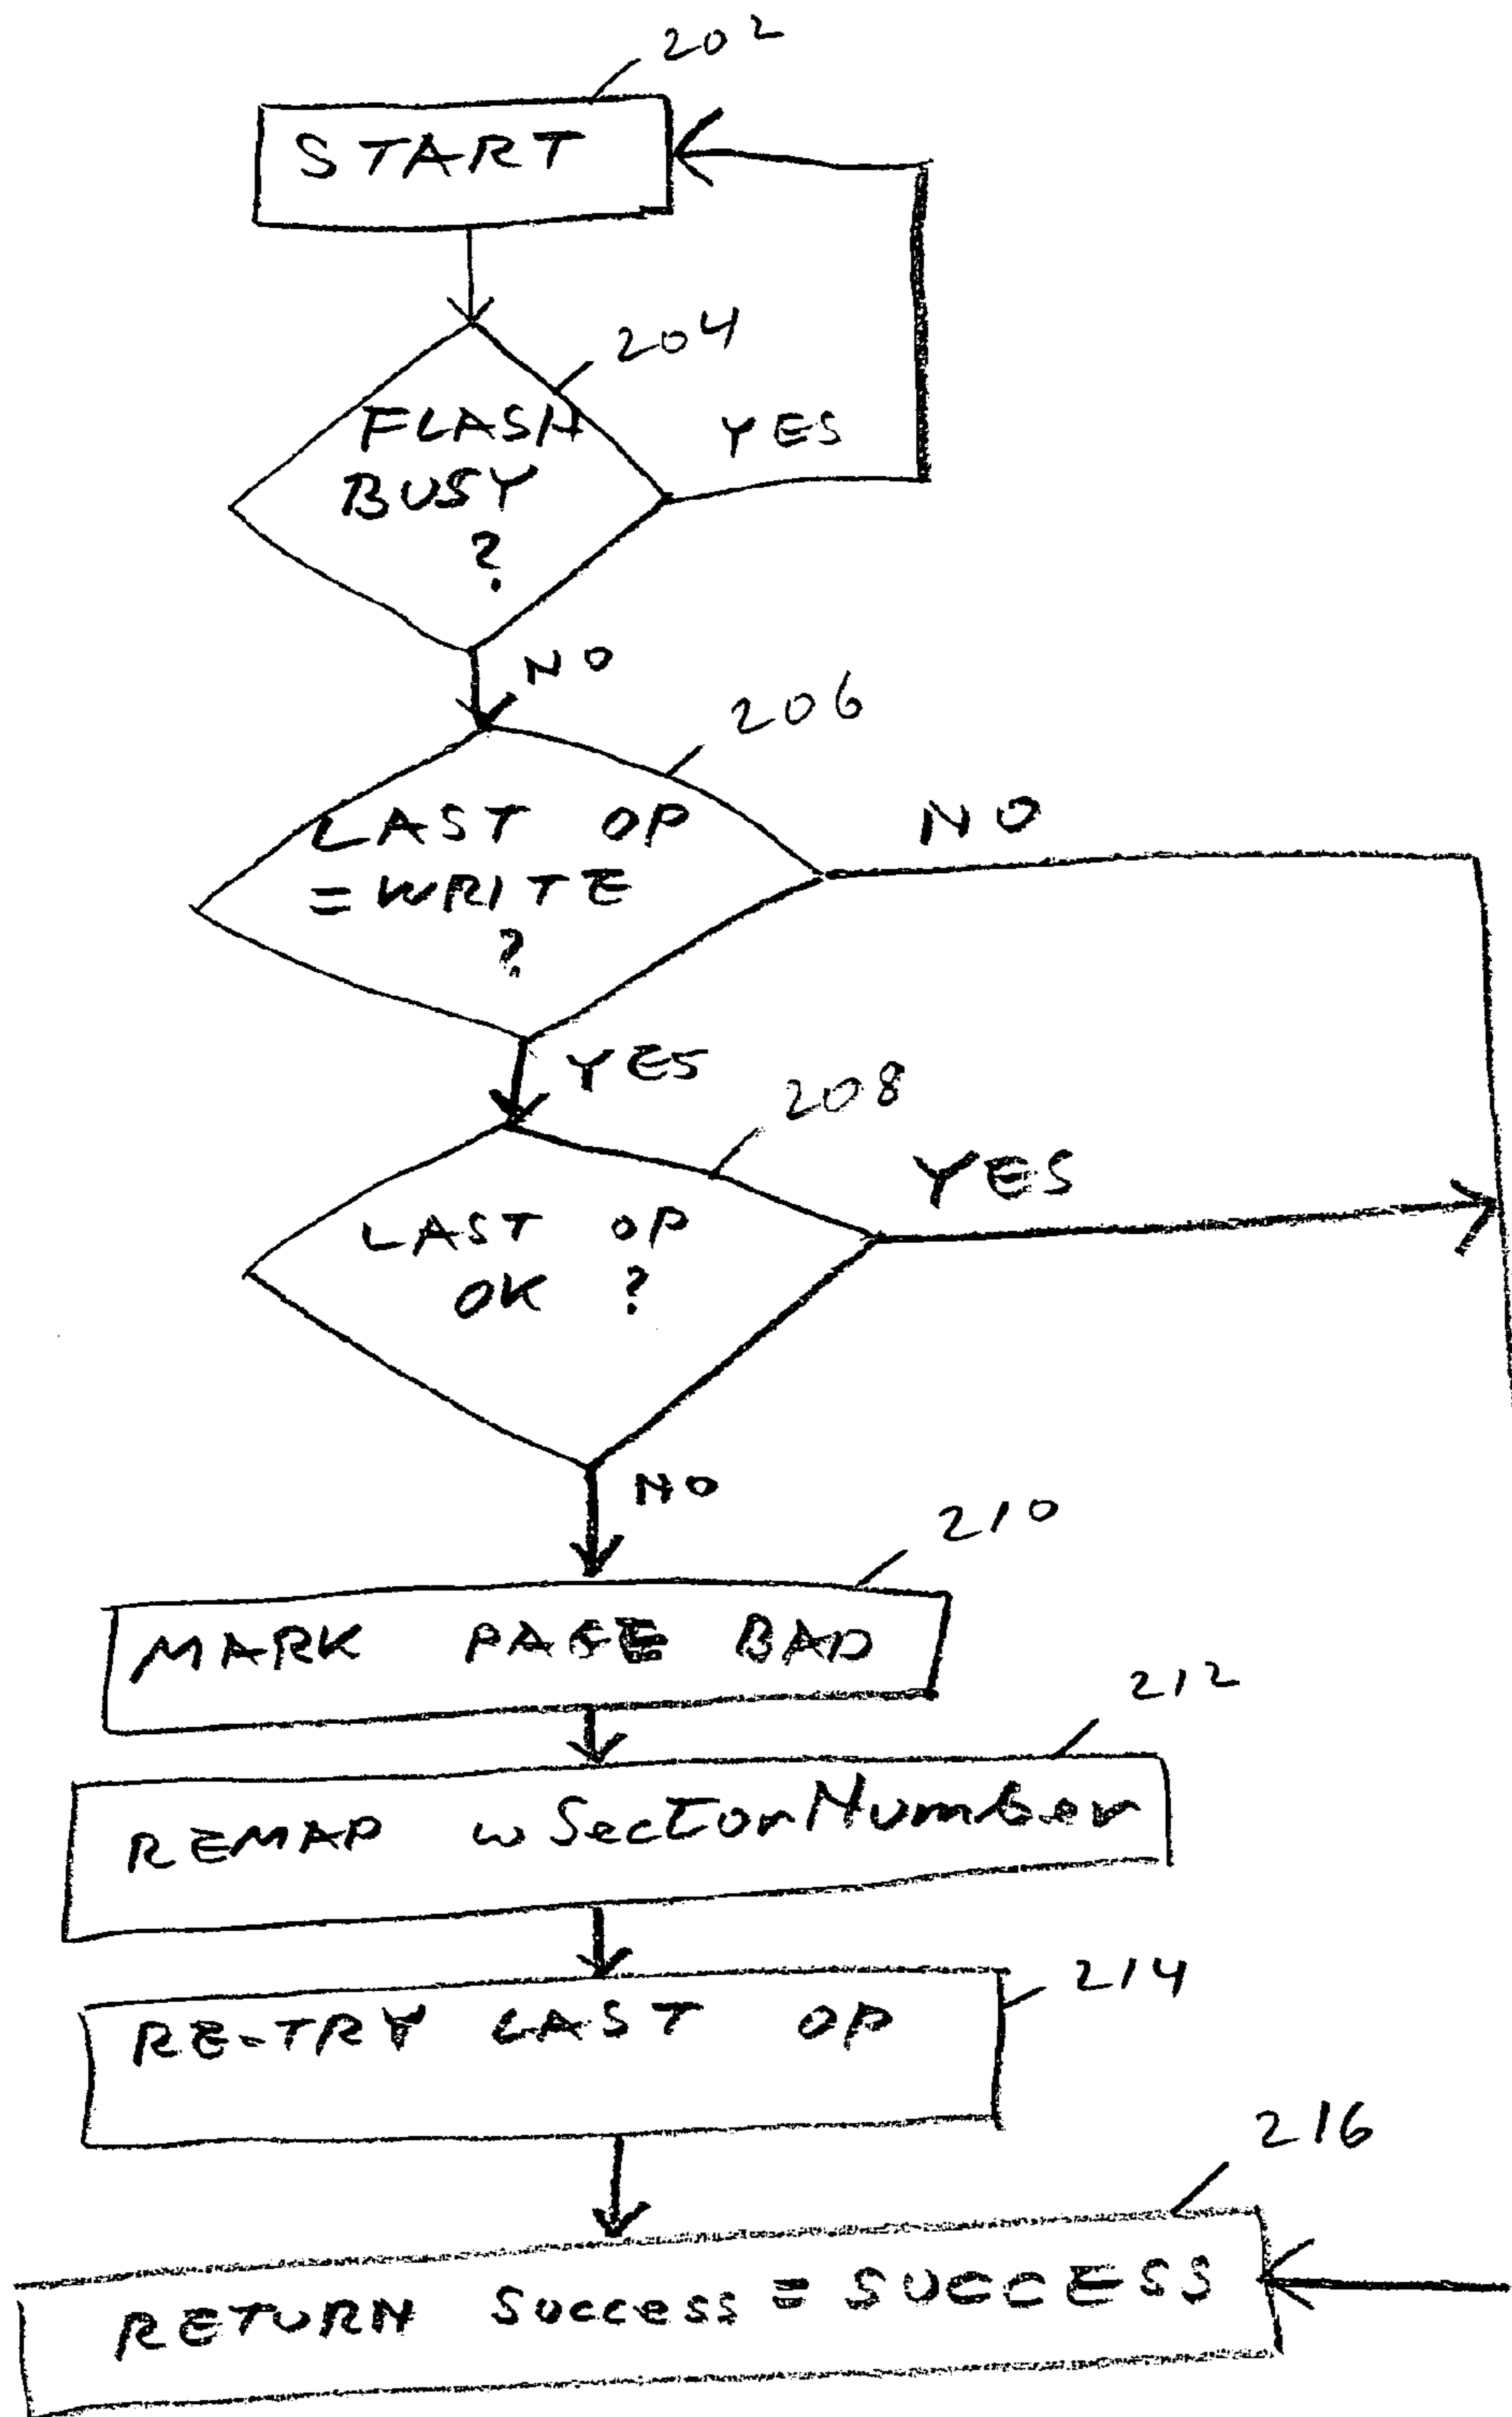 202
START
204
FLASH
BUSY
?
YES
NO
206
LAST OP
= WRITE
?
NO
YES
208
LAST OP
OK ?
YES
NO
210
MARK PAGE BAD
212
REMAP wSectorNumber
214
RE-TRY LAST OP
216
RETURN Success = SUCCESS